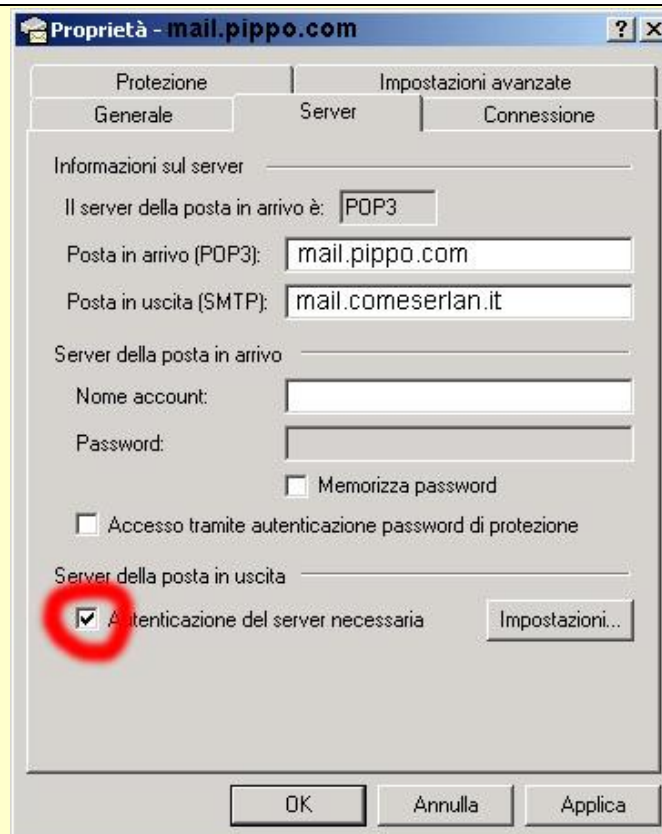 Proprietà - mail.pippo.com
Protezione Impostazioni avanzate
Generale Server Connessione
Informazioni sul server
Il server della posta in arrivo è: POP3
Posta in arrivo (POP3): mail.pippo.com
Posta in uscita (SMTP): mail.comeserlan.it
Server della posta in arrivo
Nome account:
Password:
Memorizza password
Accesso tramite autenticazione password di protezione
Server della posta in uscita
Autenticazione del server necessaria Impostazioni...
OK Annulla Applica